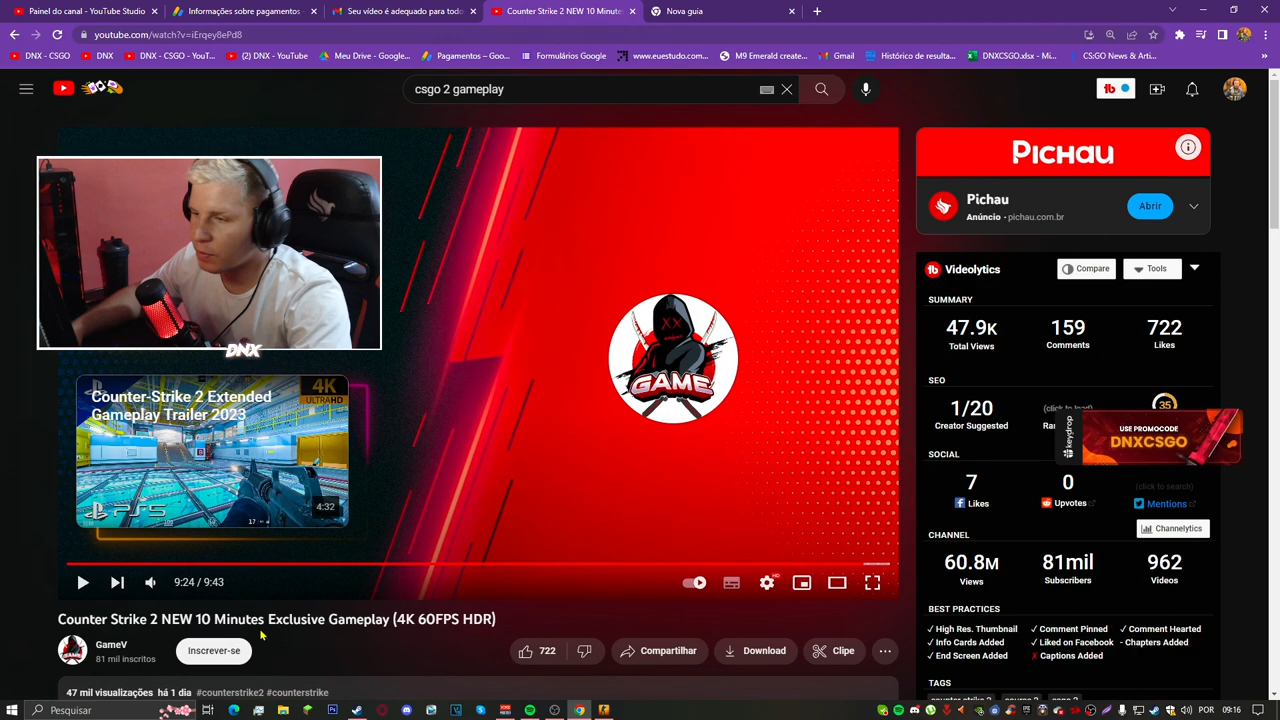 Painel do canal - YouTube Studio
Informações sobre pagamentos -
Seu vídeo é adequado para todo
Counter Strike 2 NEW 10 Minute
Nova guia
youtube.com/watch?v=iErqey8ePd8
DNX - CSGO
DNX - CSGO - YouT...
(2) DNX - YouTube
Meu Drive - Google...
Pagamentos - Goo...
Formulários Google
www.euestudo.com...
M9 Emerald create...
Gmail
Histórico de resulta...
DNXCSGO.xlsx - Mi...
CS:GO News & Arti...
csgo 2 gameplay
PICHAU
Pichau
Anúncio · pichau.com.br
Abrir
DNX
GAME
4K
ULTRAHD
Counter-Strike 2 Extended
Gameplay Trailer 2023
PS5
4:32
Videolytics
Compare
Tools
SUMMARY
47.9K
159
722
Total Views
Comments
Likes
SEO
1/20
(click to load)
35
Creator Suggested
keydrop
USE PROMOCODE
DNXCSGO
SOCIAL
7
0
(click to search)
Likes
Upvotes
Mentions
Channelytics
CHANNEL
60.8M
81mil
962
Views
Subscribers
Videos
BEST PRACTICES
✓ High Res. Thumbnail
✓ Comment Pinned
✓ Comment Hearted
✓ Info Cards Added
✓ Liked on Facebook
- Chapters Added
✓ End Screen Added
✗ Captions Added
TAGS
9:24 / 9:43
HD
Counter Strike 2 NEW 10 Minutes Exclusive Gameplay (4K 60FPS HDR)
GameV
81 mil inscritos
Inscrever-se
722
Compartilhar
Download
Clipe
47 mil visualizações há 1 dia #counterstrike2 #counterstrike
Pesquisar
POR
09:16